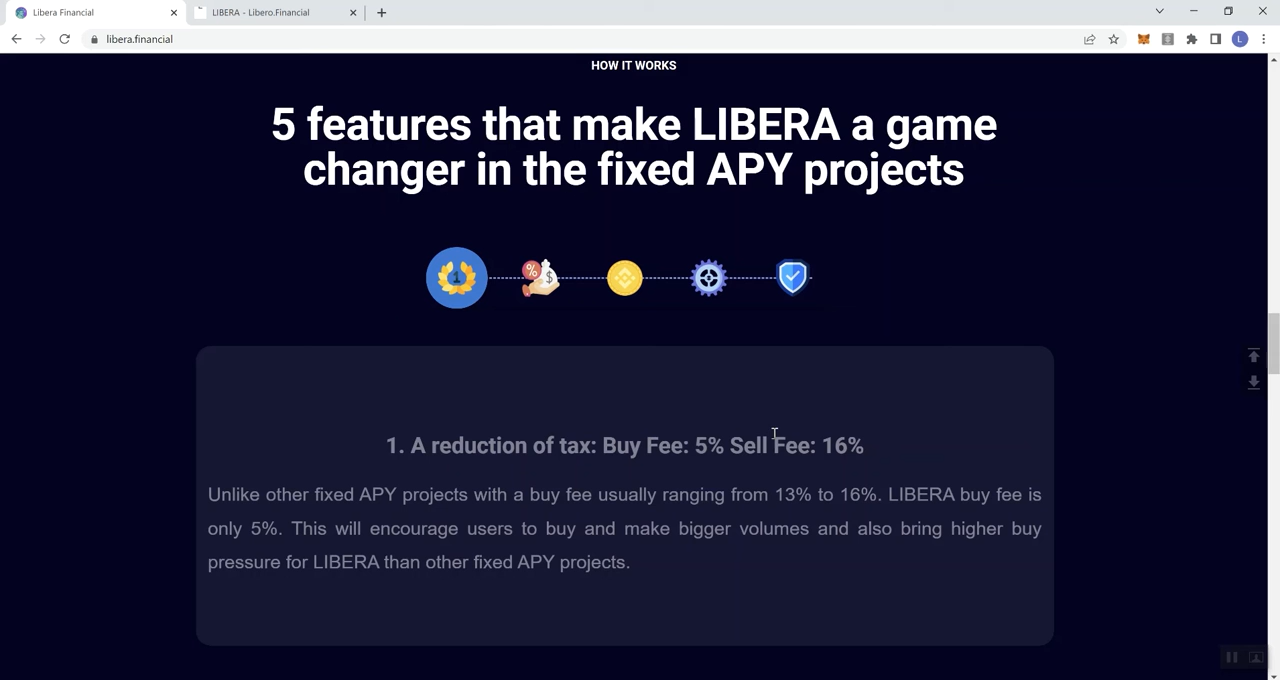 Libera Financial
LIBERA - Libero.Financial
libera.financial
L
HOW IT WORKS
5 features that make LIBERA a game
changer in the fixed APY projects
1
%
$
1. A reduction of tax: Buy Fee: 5% Sell Fee: 16%
Unlike other fixed APY projects with a buy fee usually ranging from 13% to 16%. LIBERA buy fee is
only 5%. This will encourage users to buy and make bigger volumes and also bring higher buy
pressure for LIBERA than other fixed APY projects.